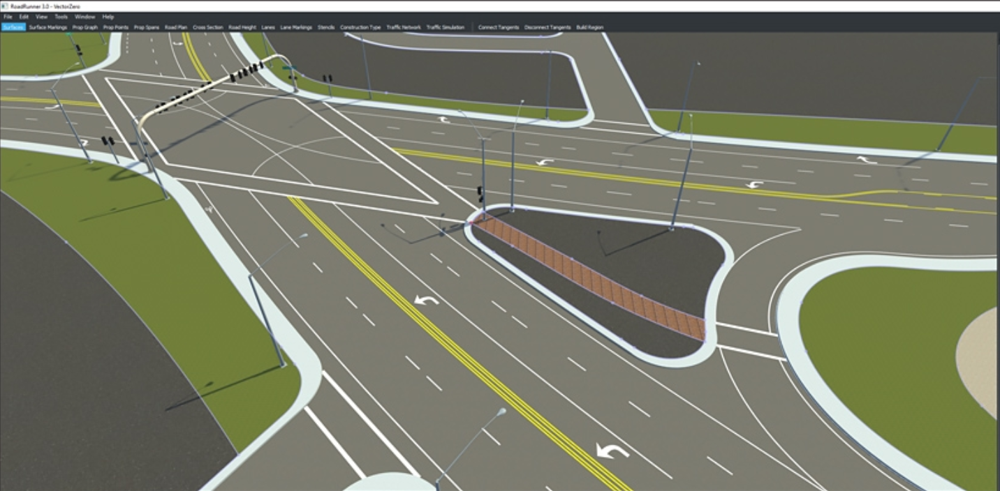 RoadRunner 3.0 - VectorZero
File Edit View Tools Window Help
Surfaces Surface Markings Prop Graph Prop Points Prop Spans Road Plan Cross Section Road Height Lanes Lane Markings Stencils Construction Type Traffic Network Traffic Simulation Connect Tangents Disconnect Tangents Build Region